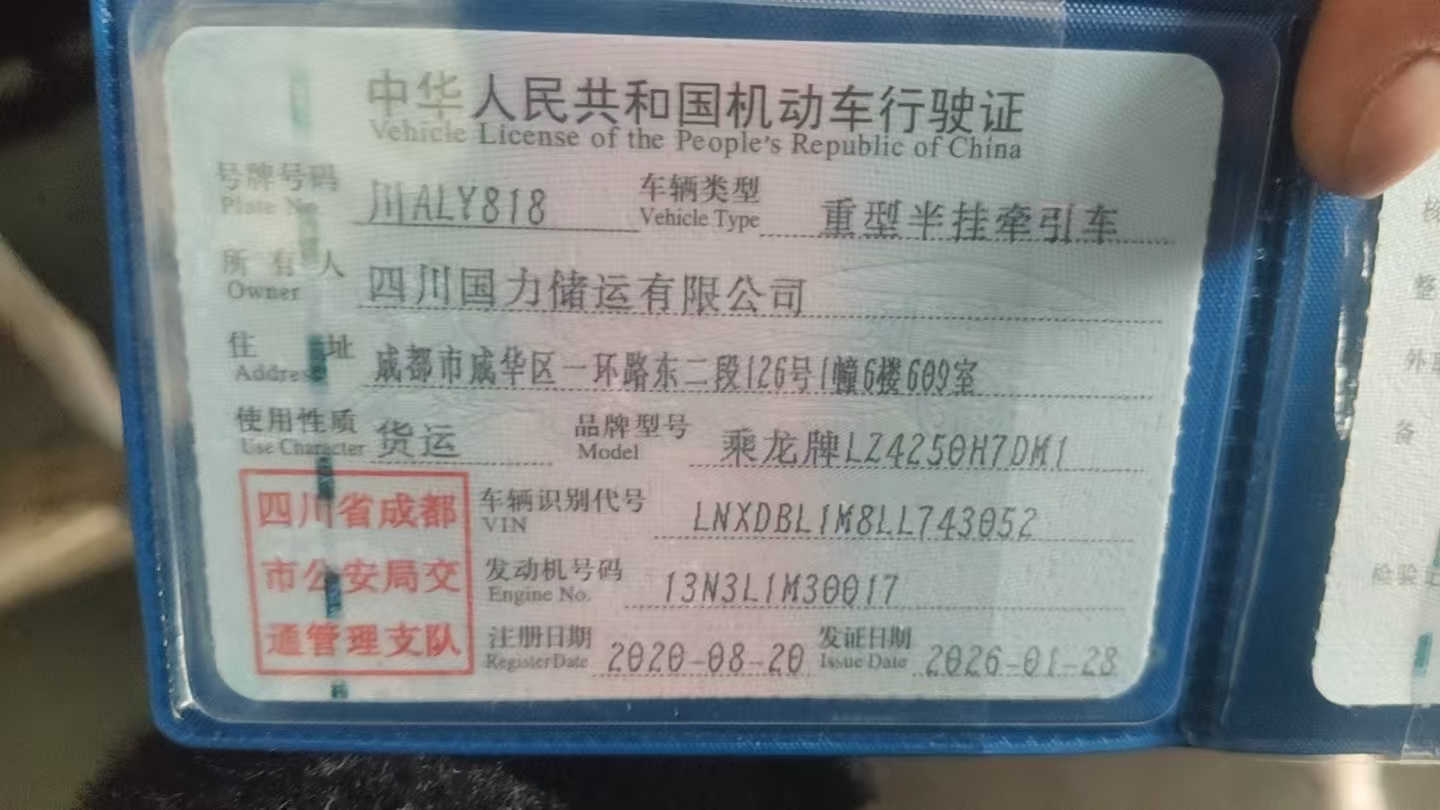 中华人民共和国机动车行驶证
Vehicle License of the People's Republic of China
号牌号码 川ALY818 车辆类型 重型半挂牵引车
Plate No Vehicle Type
所有人 四川国力储运有限公司
Owner
住址 成都市成华区一环路东二段126号1幢6楼609室
Address
使用性质 货运 品牌型号 乘龙牌LZ4250H7DM1
Use Character Model
四川省成都
市公安局交
通管理支队
车辆识别代号 LNXDBL1M8LL743052
VIN
发动机号码 13N3L1M30017
Engine No.
注册日期 2020-08-20 发证日期 2026-01-28
Register Date Issue Date
整
备
检验